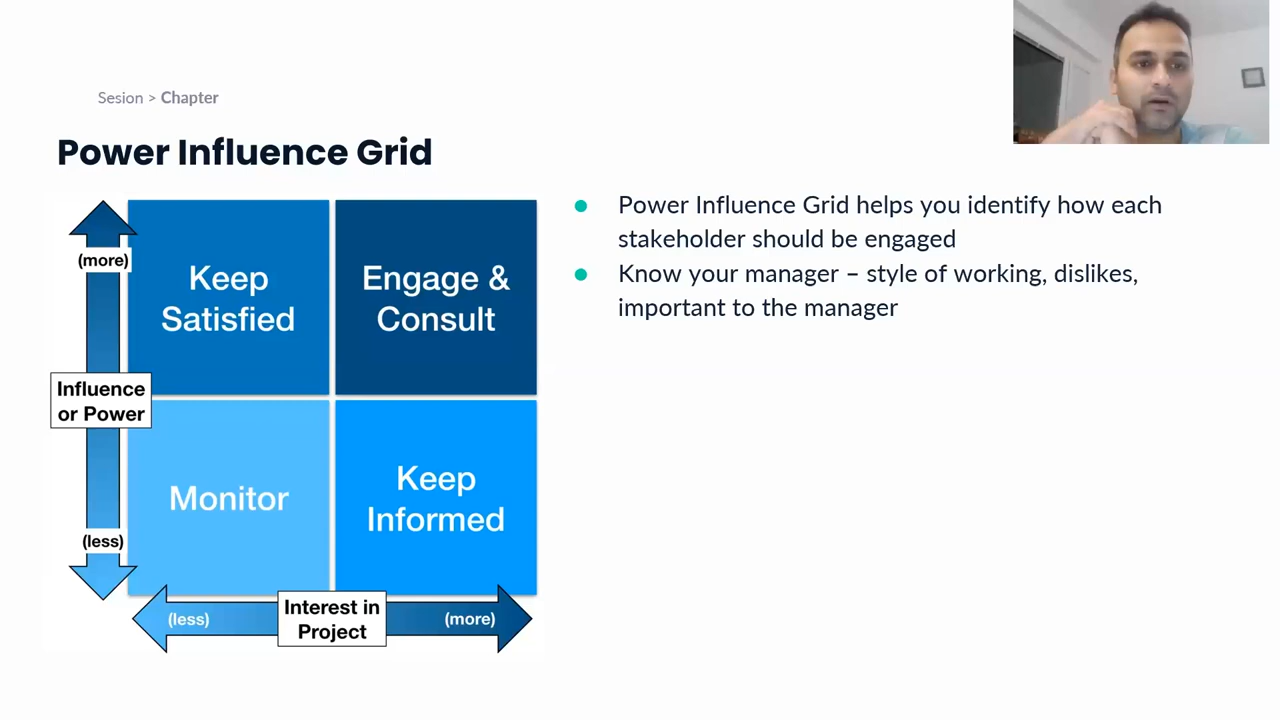 Sesion > Chapter
Power Influence Grid
(more)
Keep
Satisfied
Engage &
Consult
Influence
or Power
Monitor
Keep
Informed
(less)
(less)
Interest in
Project
(more)
● Power Influence Grid helps you identify how each
stakeholder should be engaged
● Know your manager – style of working, dislikes,
important to the manager